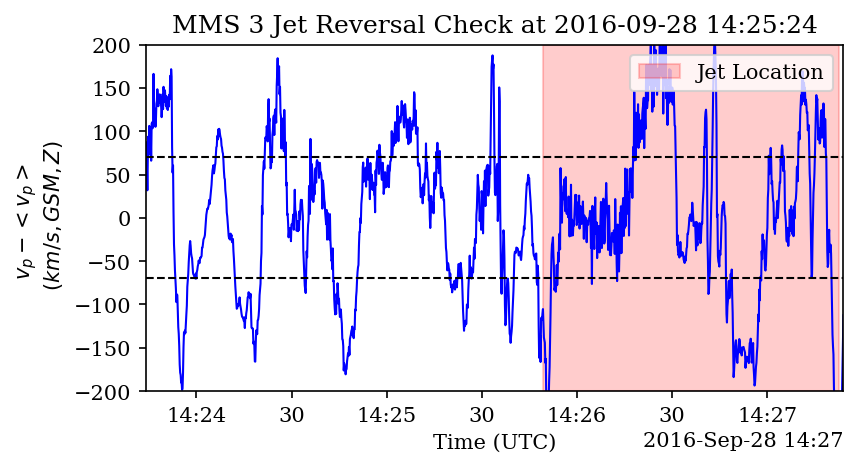 MMS 3 Jet Reversal Check at 2016-09-28 14:25:24
v_p - < v_p >
(km/s, GSM, Z)
200
150
100
50
0
−50
−100
−150
−200
Jet Location
14:24
30
14:25
30
14:26
30
14:27
Time (UTC)
2016-Sep-28 14:27